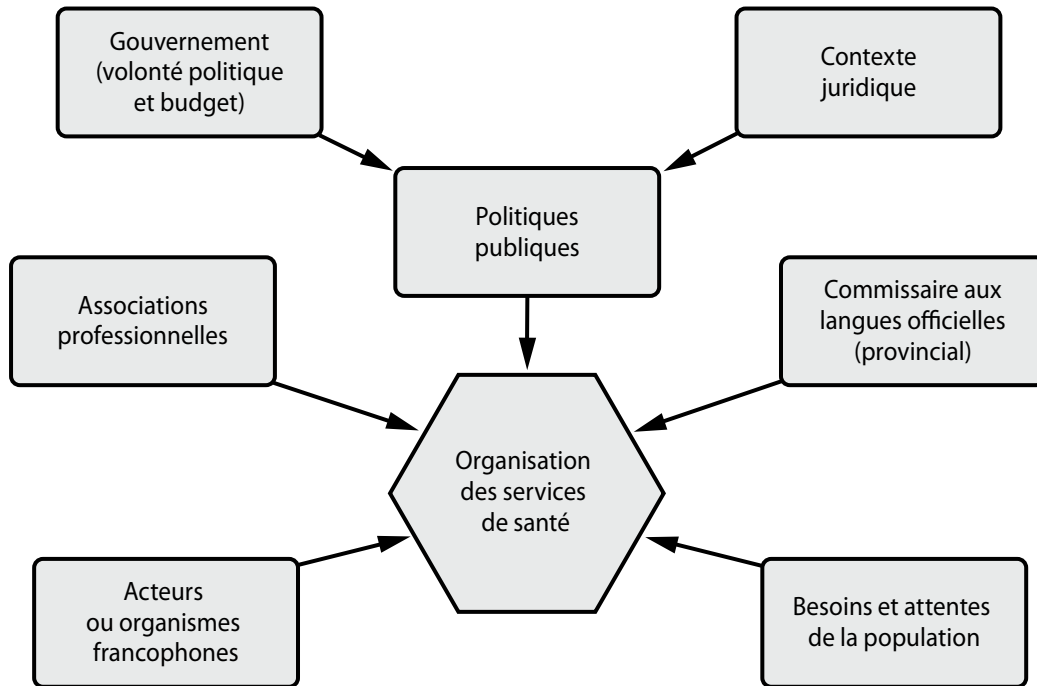 Gouvernement
(volonté politique
et budget)
Contexte
juridique
Politiques
publiques
Associations
professionnelles
Commissaire aux
langues officielles
(provincial)
Organisation
des services
de santé
Acteurs
ou organismes
francophones
Besoins et attentes
de la population